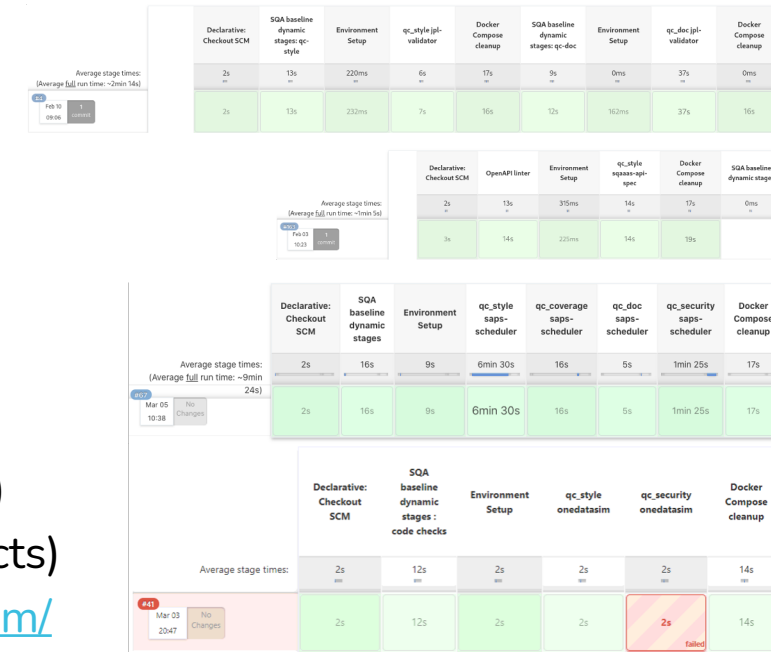 Declarative: Checkout SCM
SQA baseline dynamic stages: qc-style
Environment Setup
qc_style jpl-validator
Docker Compose cleanup
SQA baseline dynamic stages: qc-doc
Environment Setup
qc_doc jpl-validator
Docker Compose cleanup
Average stage times:
(Average full run time: ~2min 14s)
2s 13s 220ms 6s 17s 9s 0ms 37s 0ms
Feb 10
09:06
1
commit
2s 13s 232ms 7s 16s 12s 162ms 37s 16s
Declarative: Checkout SCM
OpenAPI linter
Environment Setup
qc_style sqaaas-api-spec
Docker Compose cleanup
SQA baseline dynamic stage
Average stage times:
(Average full run time: ~1min 5s)
2s 13s 315ms 14s 17s 0ms
Feb 03
10:23
1
commit
3s 14s 225ms 14s 19s
Declarative: Checkout SCM
SQA baseline dynamic stages
Environment Setup
qc_style saps-scheduler
qc_coverage saps-scheduler
qc_doc saps-scheduler
qc_security saps-scheduler
Docker Compose cleanup
Average stage times:
(Average full run time: ~9min
24s)
2s 16s 9s 6min 30s 16s 5s 1min 25s 17s
Mar 05
10:38
No
Changes
2s 16s 9s 6min 30s 16s 5s 1min 25s 17s
)
cts)
m/
Declarative: Checkout SCM
SQA baseline dynamic stages : code checks
Environment Setup
qc_style onedatasim
qc_security onedatasim
Docker Compose cleanup
Average stage times:
2s 12s 2s 2s 2s 14s
#41
Mar 03
20:47
No
Changes
2s 12s 2s 2s 2s 14s
failed